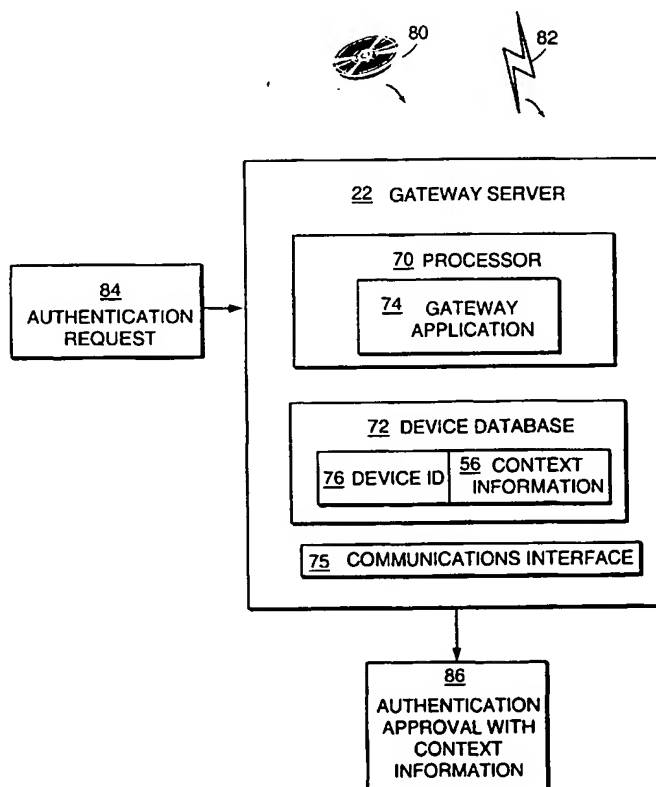 80
82
22 GATEWAY SERVER
70 PROCESSOR
74 GATEWAY
APPLICATION
84
AUTHENTICATION
REQUEST
72 DEVICE DATABASE
76 DEVICE ID
56 CONTEXT
INFORMATION
75 COMMUNICATIONS INTERFACE
86
AUTHENTICATION
APPROVAL WITH
CONTEXT
INFORMATION